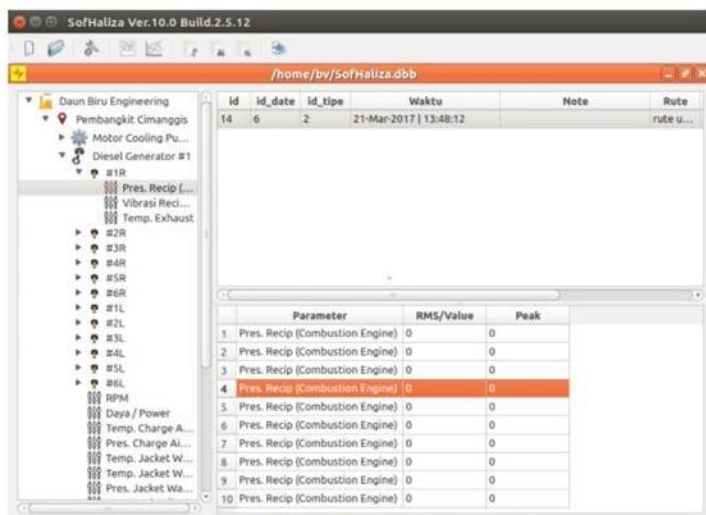 SofHaliza Ver.10.0 Build.2.5.12
/home/bv/SofHaliza.dbb
Daun Biru Engineering
Pembangkit Cimanggis
Motor Cooling Pu...
Diesel Generator #1
#1R
Pres. Recip (...
Vibrasi Reci...
Temp. Exhaust
#2R
#3R
#4R
#5R
#6R
#1L
#2L
#3L
#4L
#5L
#6L
RPM
Daya / Power
Temp. Charge A...
Pres. Charge Ai...
Temp. Jacket W...
Temp. Jacket W...
Pres. Jacket Wa...
id id_date id_tipe Waktu Note Rute
14 6 2 21-Mar-2017 | 13:48:12 rute u...
Parameter RMS/Value Peak
1 Pres. Recip (Combustion Engine) 0 0
2 Pres. Recip (Combustion Engine) 0 0
3 Pres. Recip (Combustion Engine) 0 0
4 Pres. Recip (Combustion Engine) 0 0
5 Pres. Recip (Combustion Engine) 0 0
6 Pres. Recip (Combustion Engine) 0 0
7 Pres. Recip (Combustion Engine) 0 0
8 Pres. Recip (Combustion Engine) 0 0
9 Pres. Recip (Combustion Engine) 0 0
10 Pres. Recip (Combustion Engine) 0 0